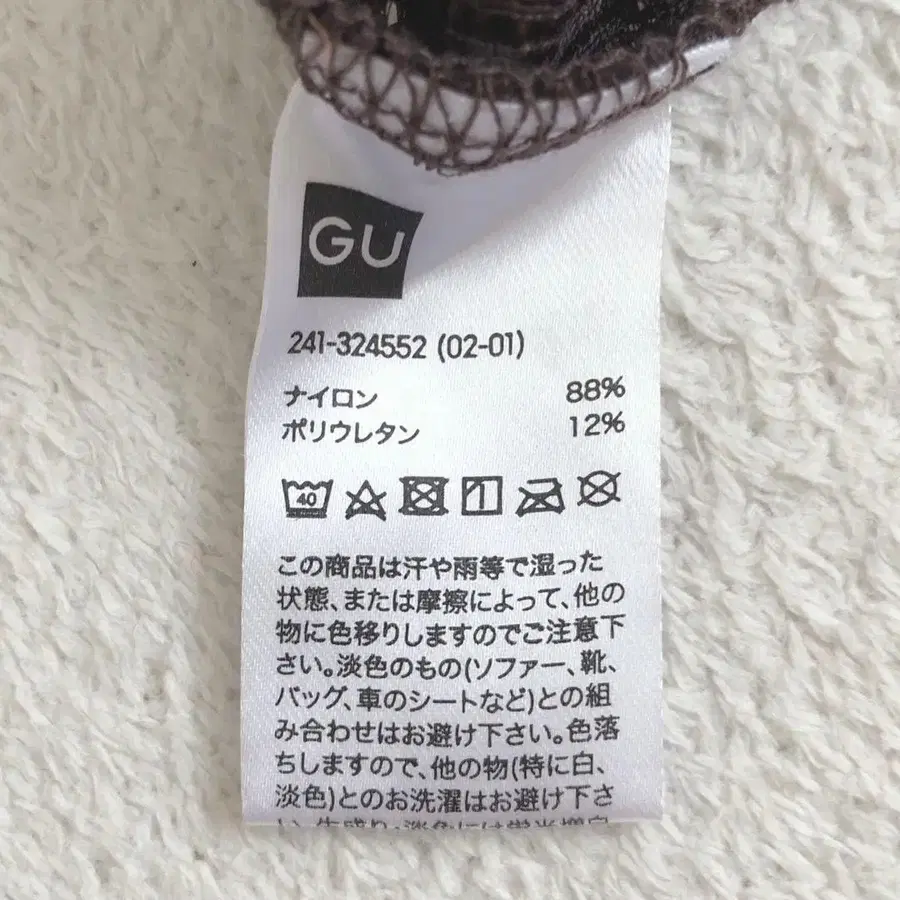 GU
241-324552 (02-01)
ナイロン 88%
ポリウレタン 12%
40
この商品は汗や雨等で湿った
状態、または摩擦によって、他の
物に色移りしますのでご注意下
さい。淡色のもの(ソファー、靴、
バッグ、車のシートなど)との組
み合わせはお避け下さい。色落
ちしますので、他の物(特に白、
淡色)とのお洗濯はお避け下さ
い。